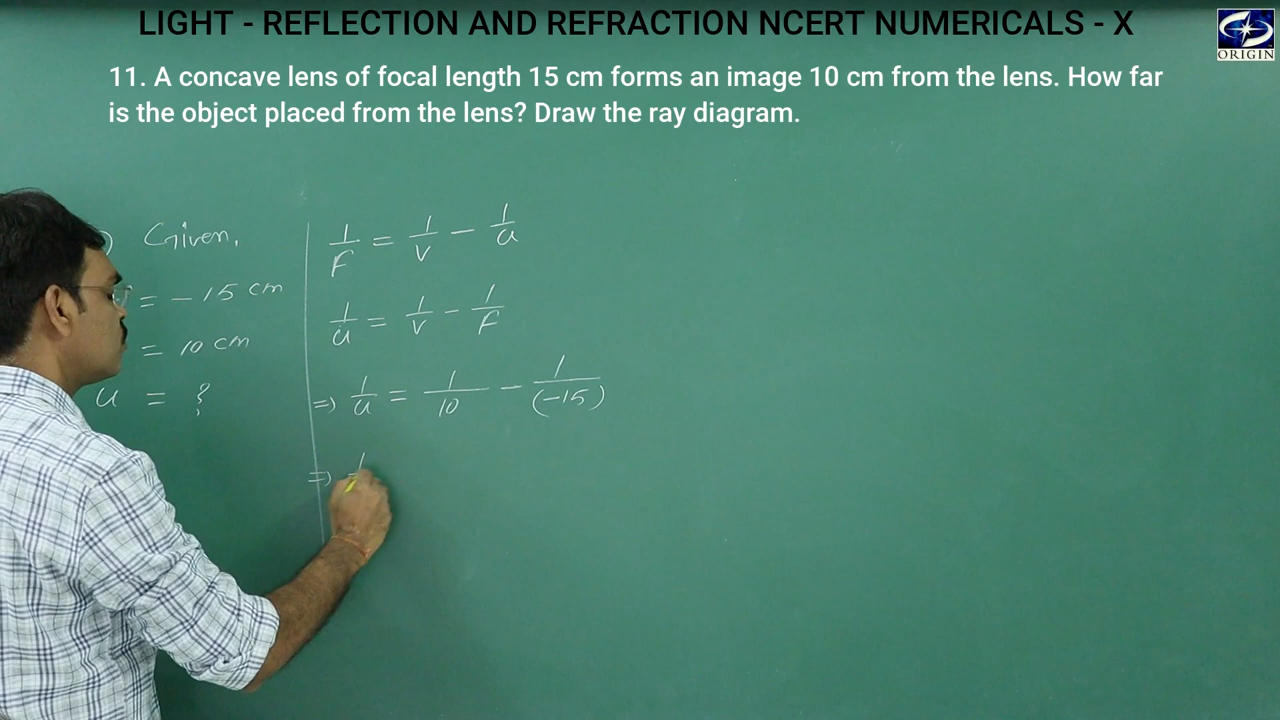 LIGHT - REFLECTION AND REFRACTION NCERT NUMERICALS - X
ORIGIN
11. A concave lens of focal length 15 cm forms an image 10 cm from the lens. How far
is the object placed from the lens? Draw the ray diagram.
) Given,
= -15 cm
= 10 cm
u = ?
1/F = 1/v - 1/u
1/u = 1/v - 1/F
=> 1/u = 1/10 - 1/(-15)
=> 1